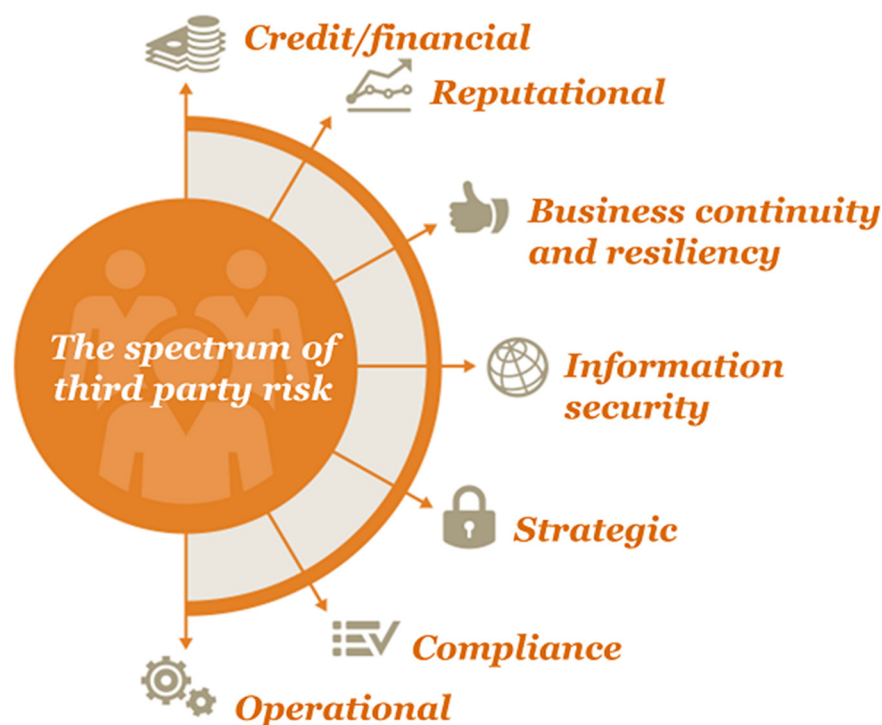 Credit/financial
Reputational
Business continuity
and resiliency
The spectrum of
third party risk
Information
security
Strategic
Compliance
Operational